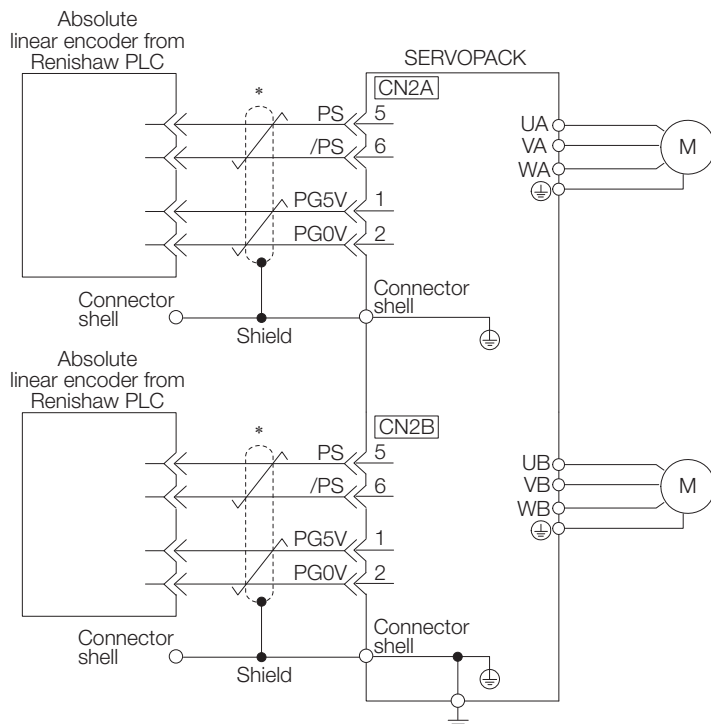 Absolute
linear encoder from
Renishaw PLC
SERVOPACK
CN2A
*
PS 5
/PS 6
PG5V 1
PG0V 2
UA
VA
WA
M
Connector
shell
Connector
shell
Shield
Absolute
linear encoder from
Renishaw PLC
CN2B
*
PS 5
/PS 6
PG5V 1
PG0V 2
UB
VB
WB
M
Connector
shell
Connector
shell
Shield